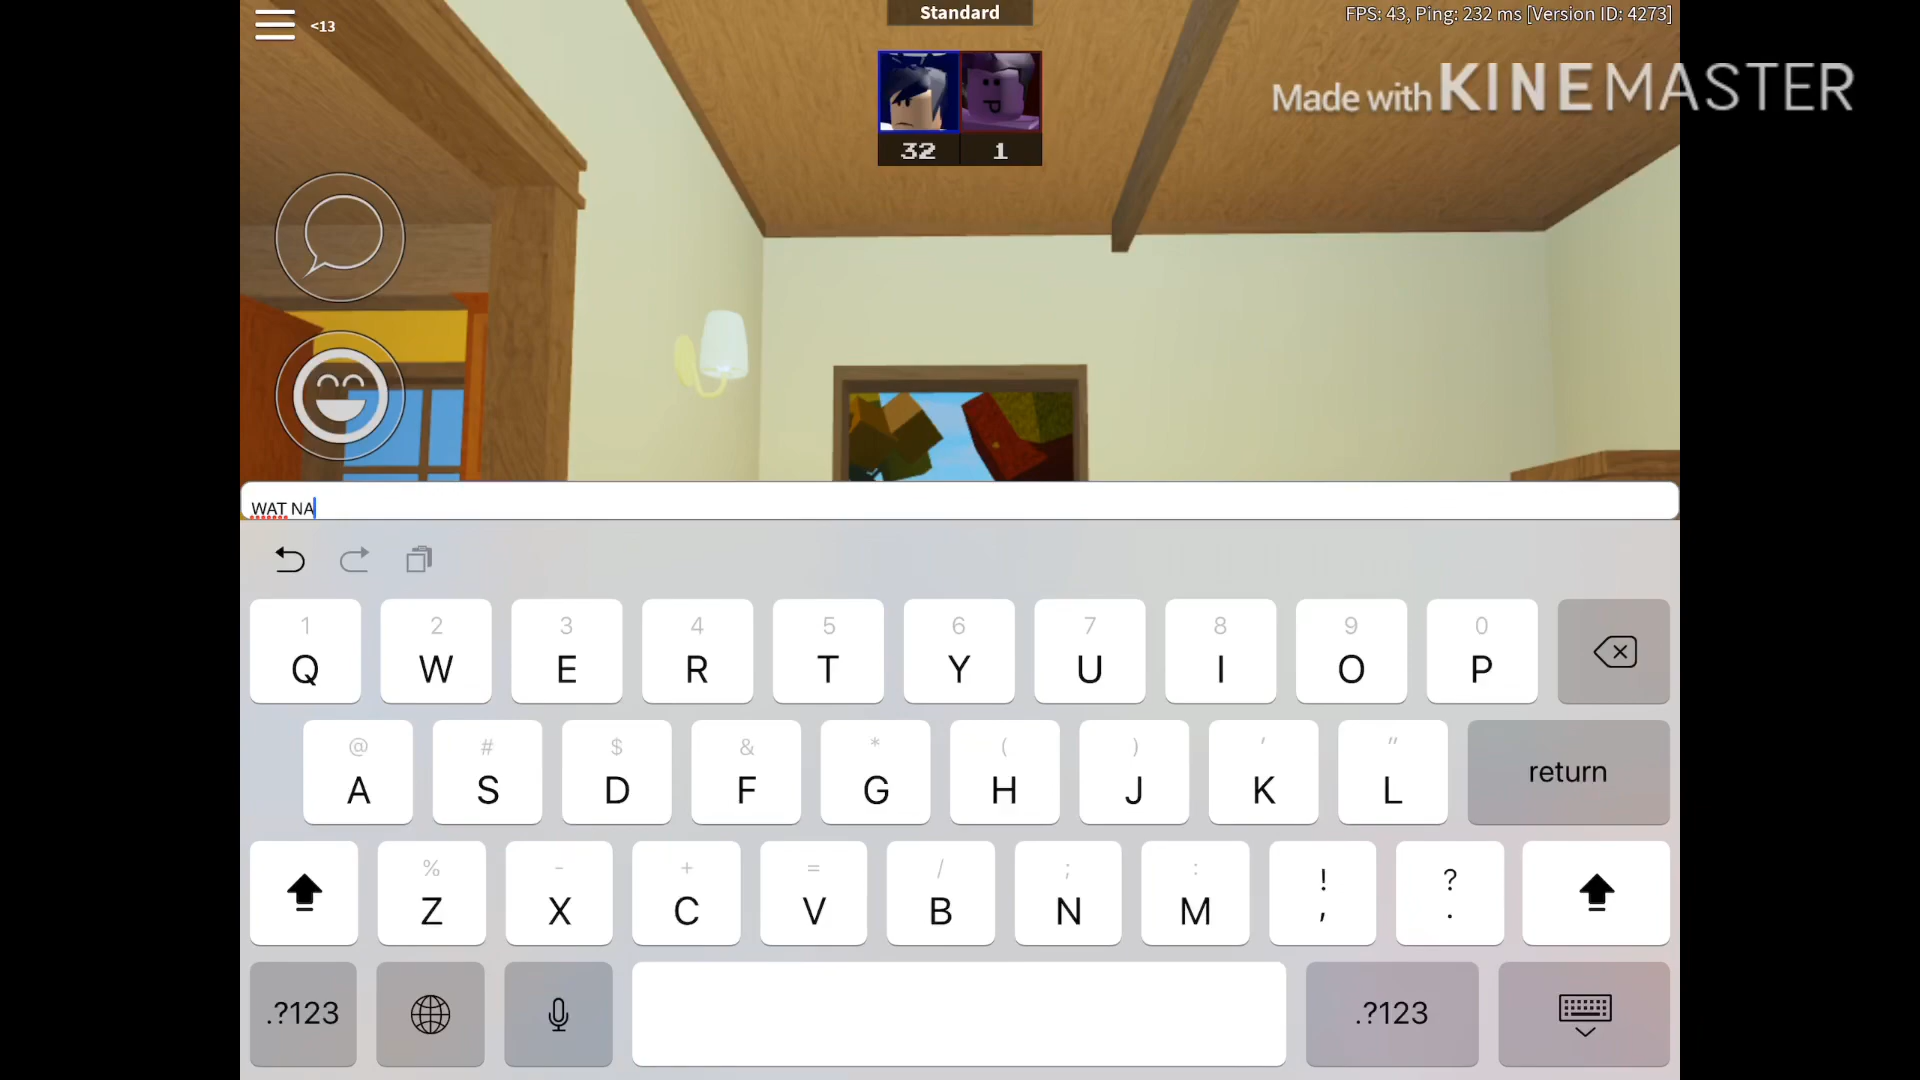 Standard
<13
FPS: 43, Ping: 232 ms [Version ID: 4273]
Made with KINEMASTER
32 1
WAT NA
1 2 3 4 5 6 7 8 9 0
Q W E R T Y U I O P
@ # $ & * ( ) ' "
A S D F G H J K L return
% - + = / ; : ! ?
Z X C V B N M , .
.?123 .?123